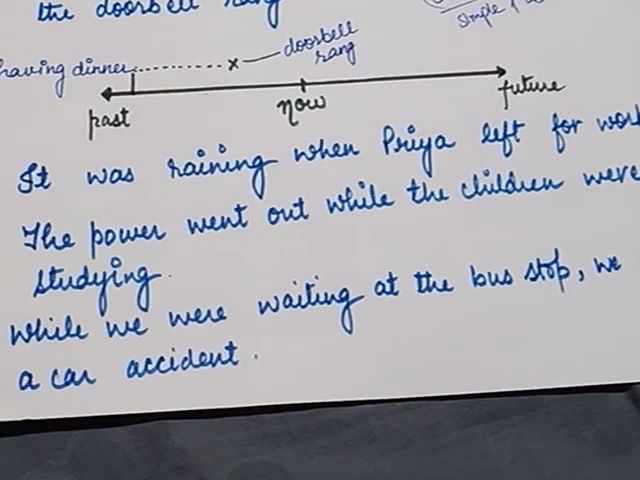 the doorbell rang
simple
having dinner
doorbell
rang
past
now
future
It was raining when Priya left for work
The power went out while the children were
studying.
while we were waiting at the bus stop, we
a car accident.